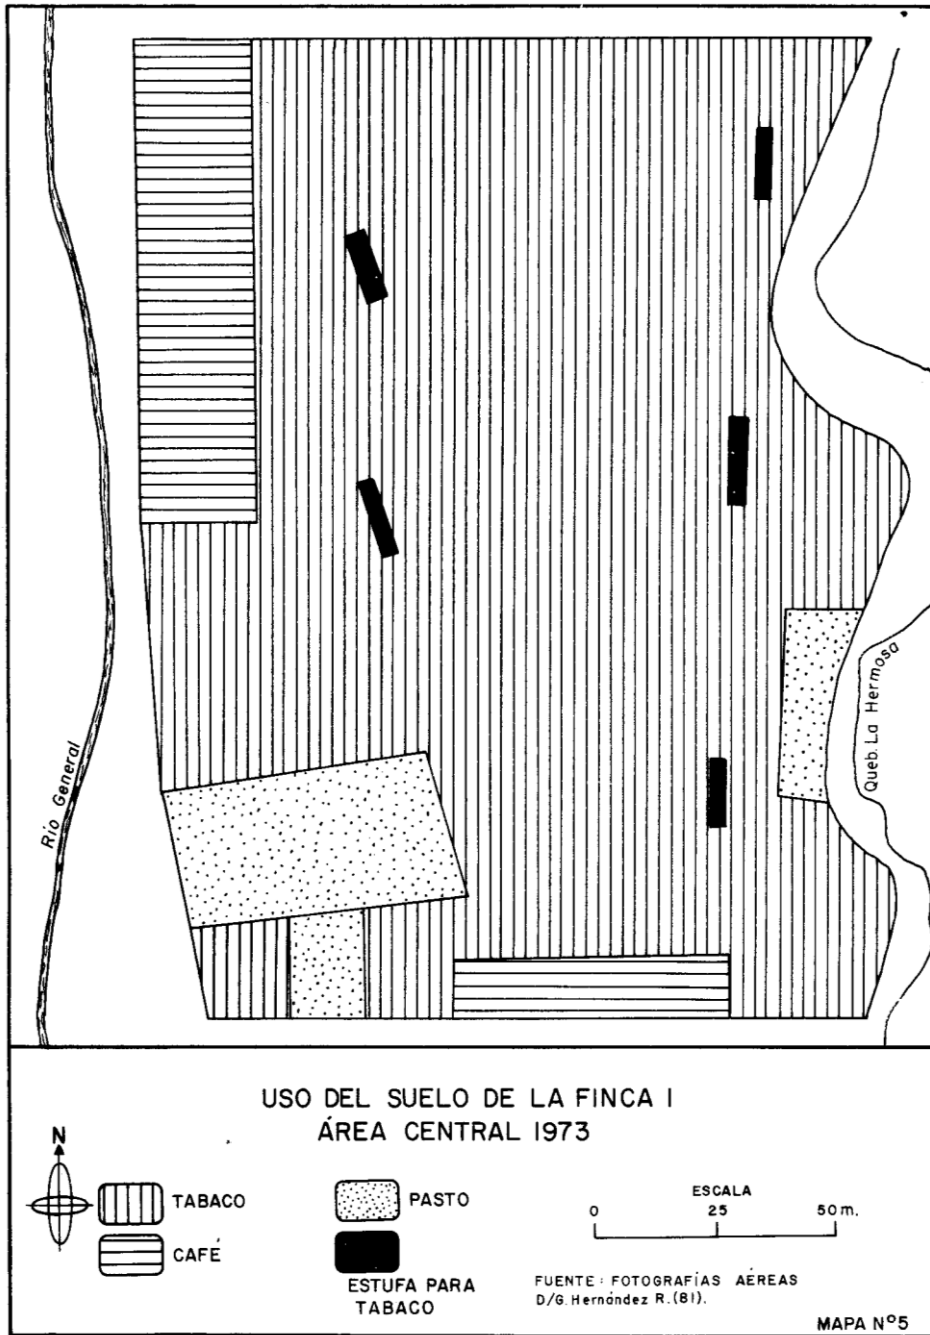 Río General
Queb. La Hermosa
USO DEL SUELO DE LA FINCA I
ÁREA CENTRAL 1973
N
TABACO
CAFÉ
PASTO
ESTUFA PARA
TABACO
ESCALA
0 25 50 m.
FUENTE: FOTOGRAFÍAS AÉREAS
D/G. Hernández R. (81).
MAPA Nº5